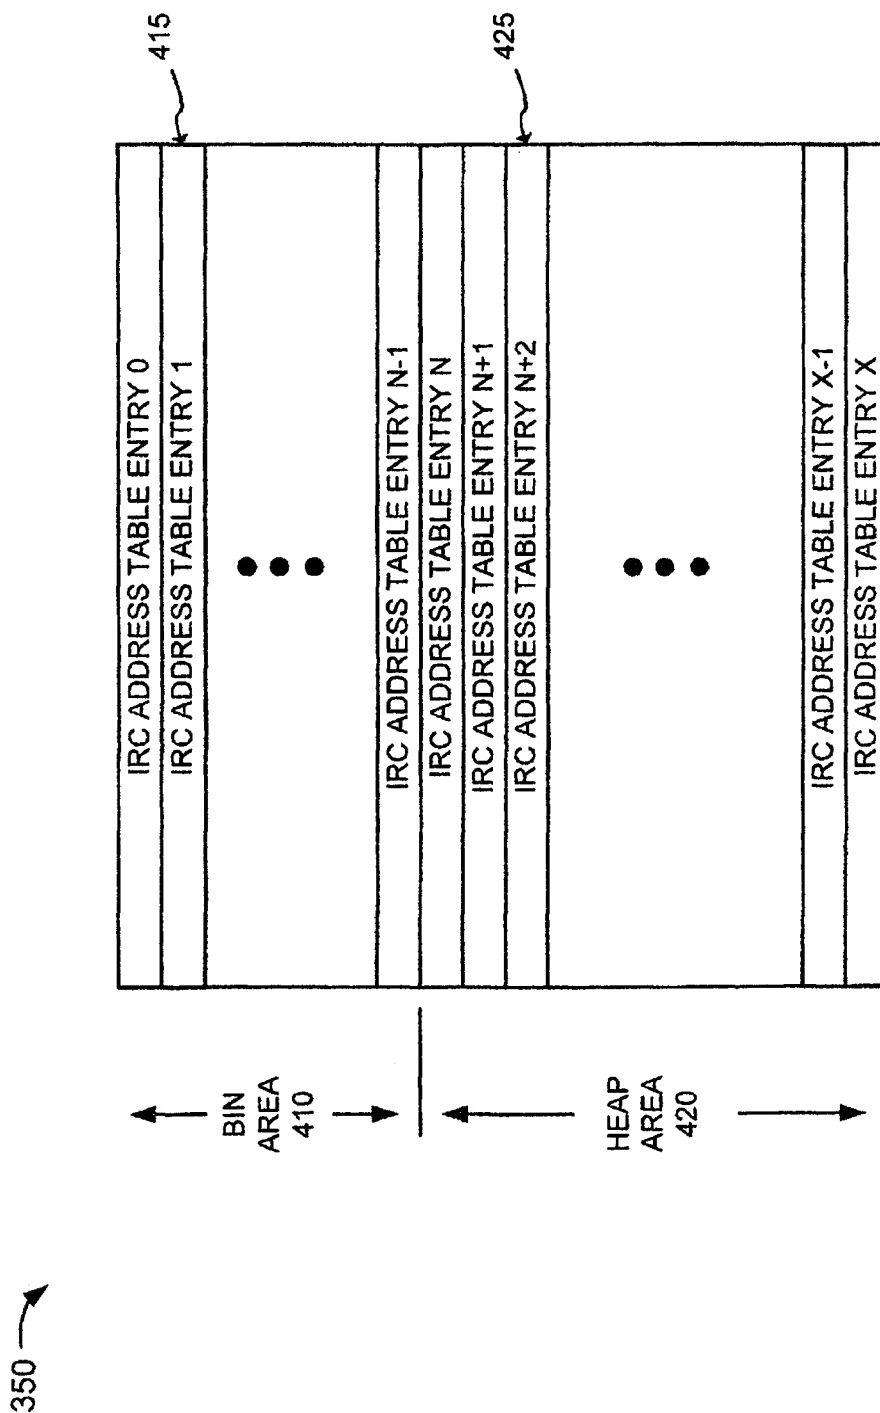 350
BIN
AREA
410
HEAP
AREA
420
IRC ADDRESS TABLE ENTRY 0
IRC ADDRESS TABLE ENTRY 1
IRC ADDRESS TABLE ENTRY N-1
IRC ADDRESS TABLE ENTRY N
IRC ADDRESS TABLE ENTRY N+1
IRC ADDRESS TABLE ENTRY N+2
IRC ADDRESS TABLE ENTRY X-1
IRC ADDRESS TABLE ENTRY X
415
425